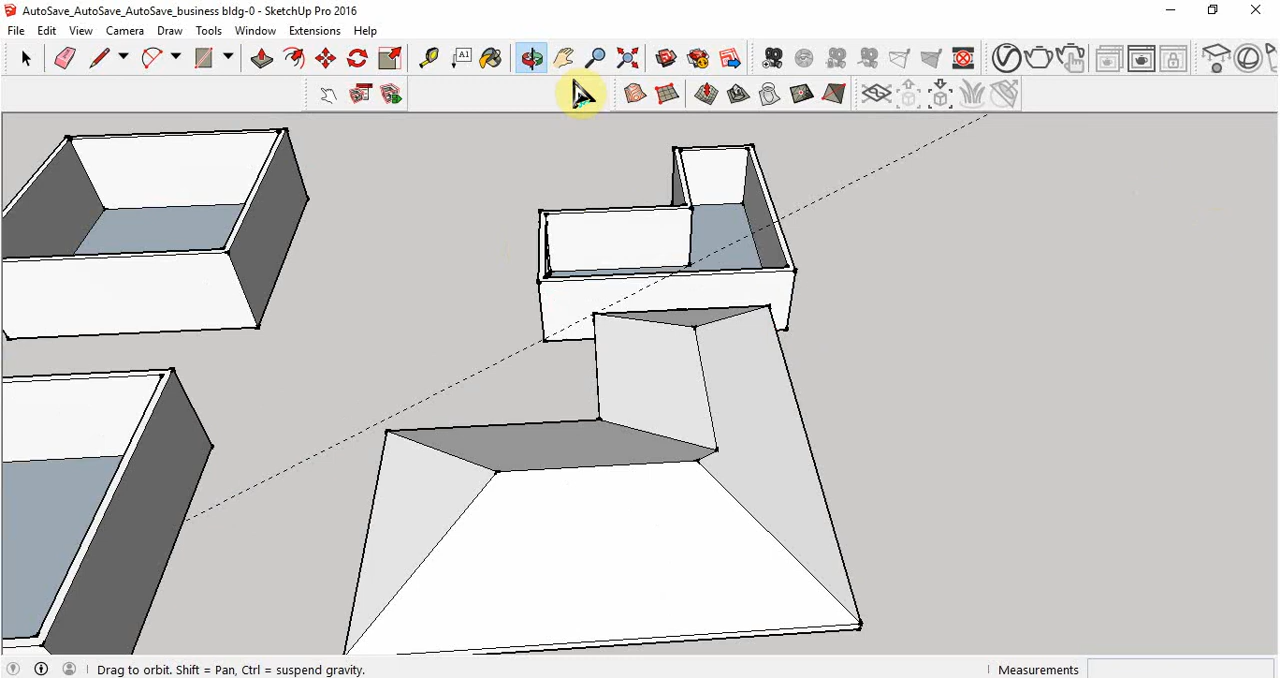 AutoSave_AutoSave_AutoSave_business bldg-0 - SketchUp Pro 2016
File Edit View Camera Draw Tools Window Extensions Help
A1
Drag to orbit. Shift = Pan, Ctrl = suspend gravity.
Measurements